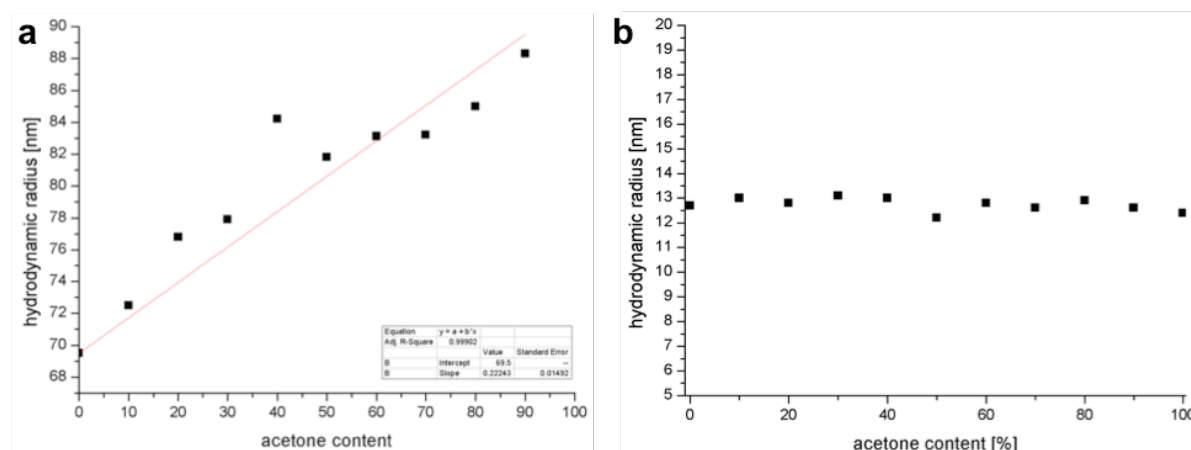 a
90
88
86
84
82
80
78
76
74
72
70
68
hydrodynamic radius [nm]
0 10 20 30 40 50 60 70 80 90 100
acetone content
Equation y = a + b*x
Adj. R-Square 0.99902
Value Standard Error
B Intercept 69.5 --
B Slope 0.22243 0.01492
b
20
19
18
17
16
15
14
13
12
11
10
9
8
7
6
5
hydrodynamic radius [nm]
0 20 40 60 80 100
acetone content [%]